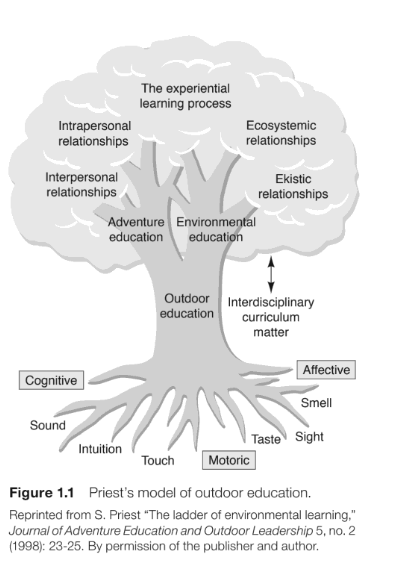 The experiential
learning process
Intrapersonal
relationships
Ecosystemic
relationships
Interpersonal
relationships
Ekistic
relationships
Adventure
education
Environmental
education
Outdoor
education
Interdisciplinary
curriculum
matter
Cognitive
Affective
Smell
Sound
Sight
Taste
Intuition
Touch
Motoric
Figure 1.1 Priest's model of outdoor education.
Reprinted from S. Priest "The ladder of environmental learning,"
Journal of Adventure Education and Outdoor Leadership 5, no. 2
(1998): 23-25. By permission of the publisher and author.